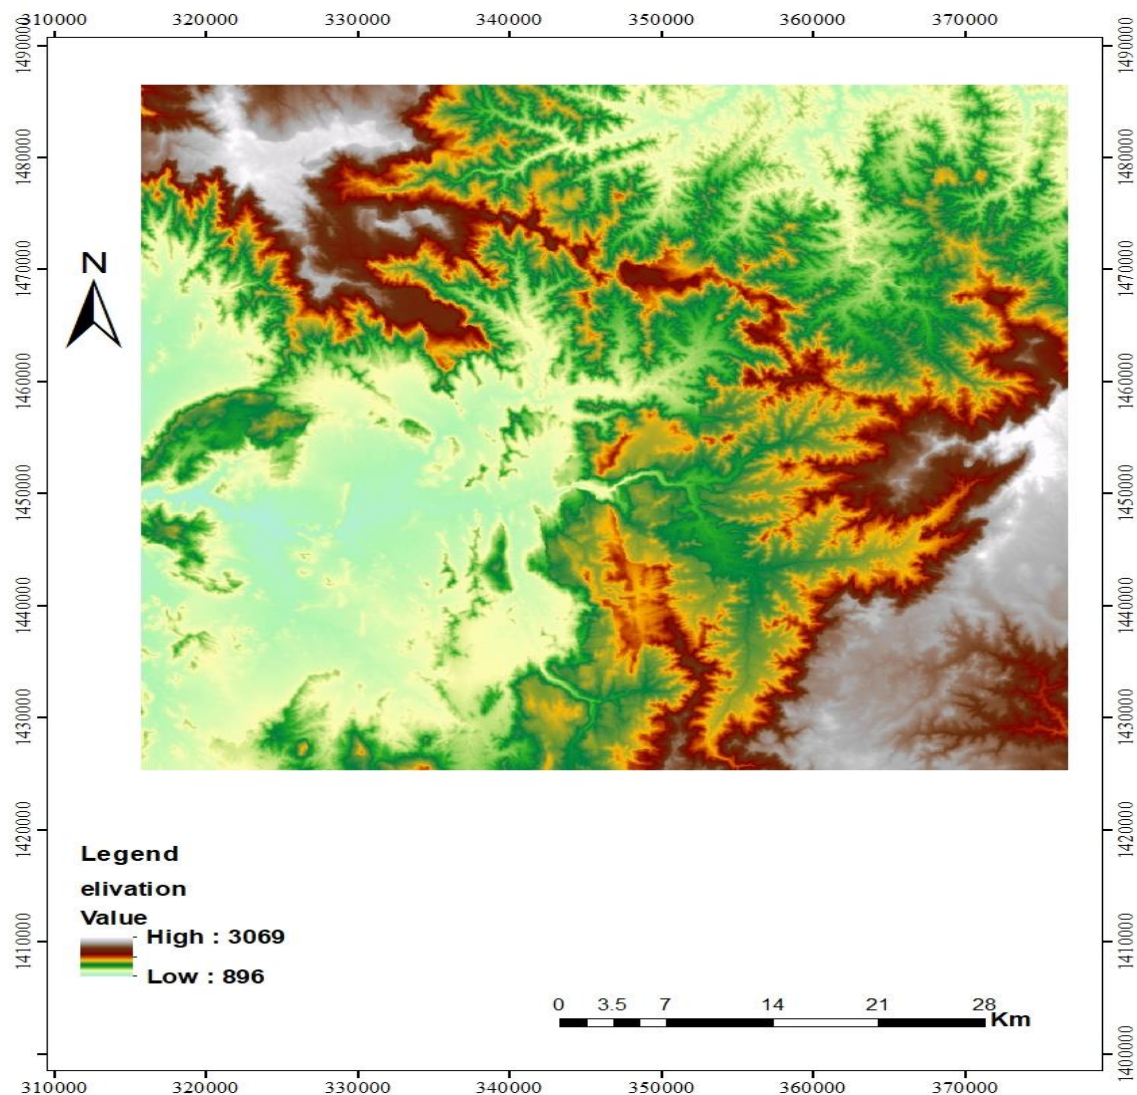 310000 320000 330000 340000 350000 360000 370000
1490000 1490000
1480000 1480000
N
1470000 1470000
1460000 1460000
1450000 1450000
1440000 1440000
1430000 1430000
1420000 1420000
Legend
elivation
Value
High : 3069
Low : 896
1410000 1410000
0 3.5 7 14 21 28
Km
1400000 1400000
310000 320000 330000 340000 350000 360000 370000